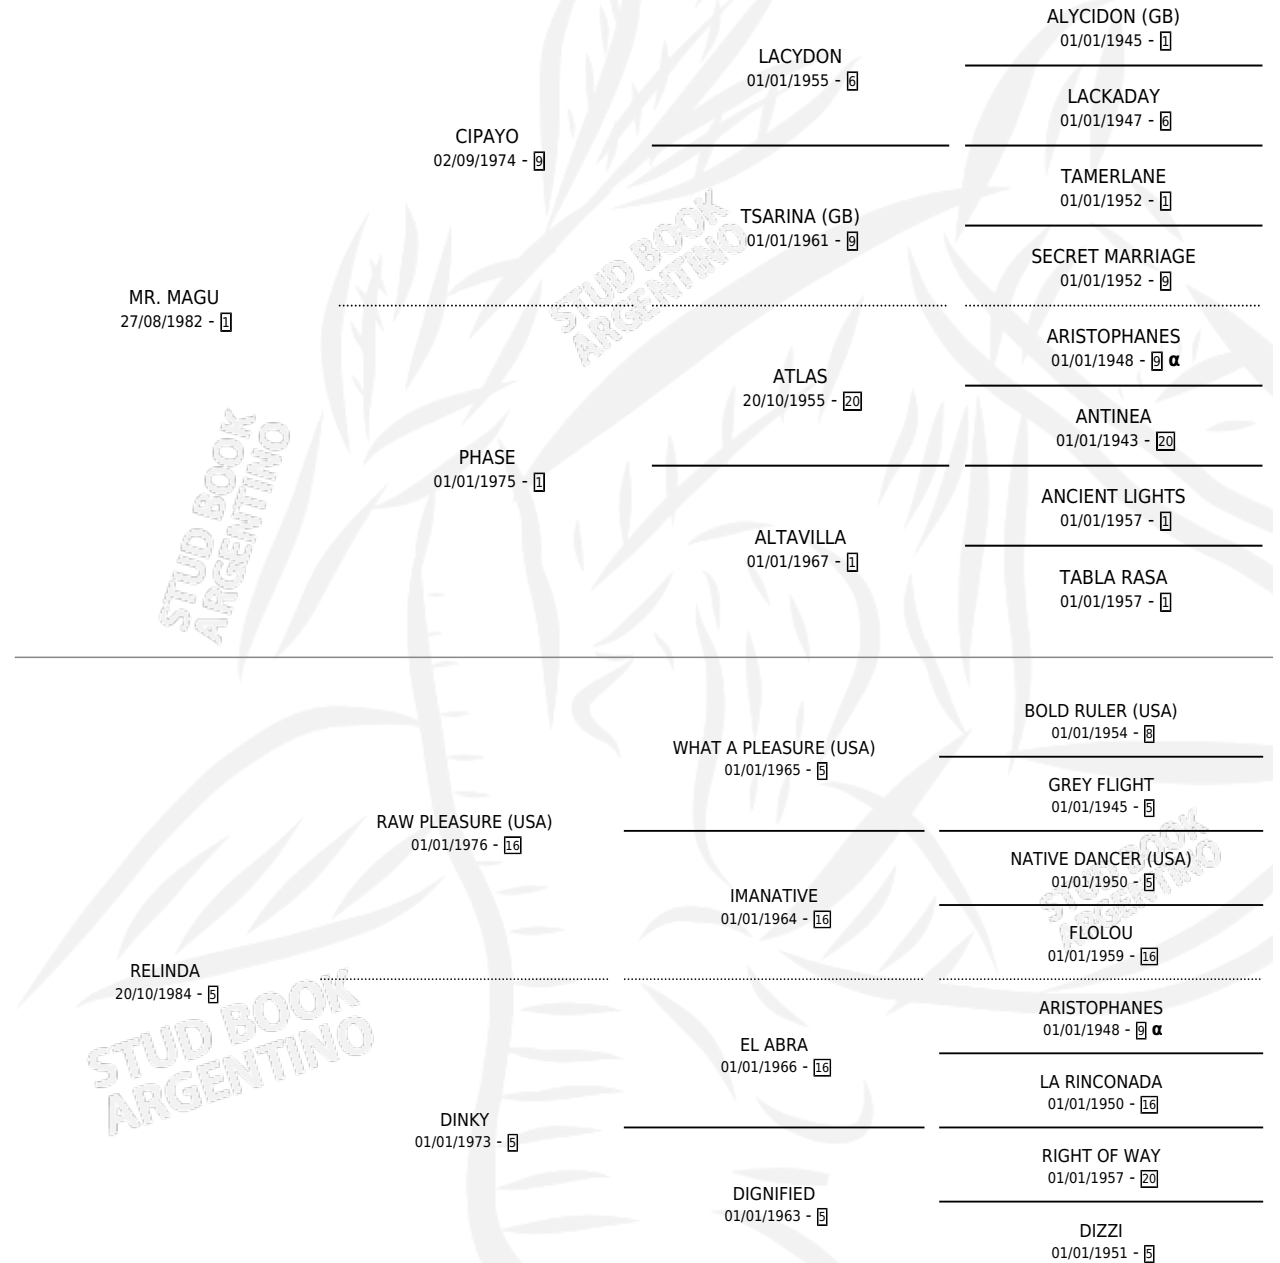 ALYCIDON (GB)
01/01/1945 - 1
LACYDON
01/01/1955 - 6
LACKADAY
01/01/1947 - 6
CIPAYO
02/09/1974 - 9
TAMERLANE
01/01/1952 - 1
TSARINA (GB)
01/01/1961 - 9
SECRET MARRIAGE
01/01/1952 - 9
MR. MAGU
27/08/1982 - 1
ARISTOPHANES
01/01/1948 - 9 α
ATLAS
20/10/1955 - 20
ANTINEA
01/01/1943 - 20
PHASE
01/01/1975 - 1
ANCIENT LIGHTS
01/01/1957 - 1
ALTAVILLA
01/01/1967 - 1
TABLA RASA
01/01/1957 - 1
BOLD RULER (USA)
01/01/1954 - 8
WHAT A PLEASURE (USA)
01/01/1965 - 5
GREY FLIGHT
01/01/1945 - 5
RAW PLEASURE (USA)
01/01/1976 - 16
NATIVE DANCER (USA)
01/01/1950 - 5
IMANATIVE
01/01/1964 - 16
FLOLOU
01/01/1959 - 16
RELINDA
20/10/1984 - 5
ARISTOPHANES
01/01/1948 - 9 α
EL ABRA
01/01/1966 - 16
LA RINCONADA
01/01/1950 - 16
DINKY
01/01/1973 - 5
RIGHT OF WAY
01/01/1957 - 20
DIGNIFIED
01/01/1963 - 5
DIZZI
01/01/1951 - 5
STUD BOOK
ARGENTINO
STUD BOOK
ARGENTINO
STUD BOOK
ARGENTINO
STUD BOOK
ARGENTINO